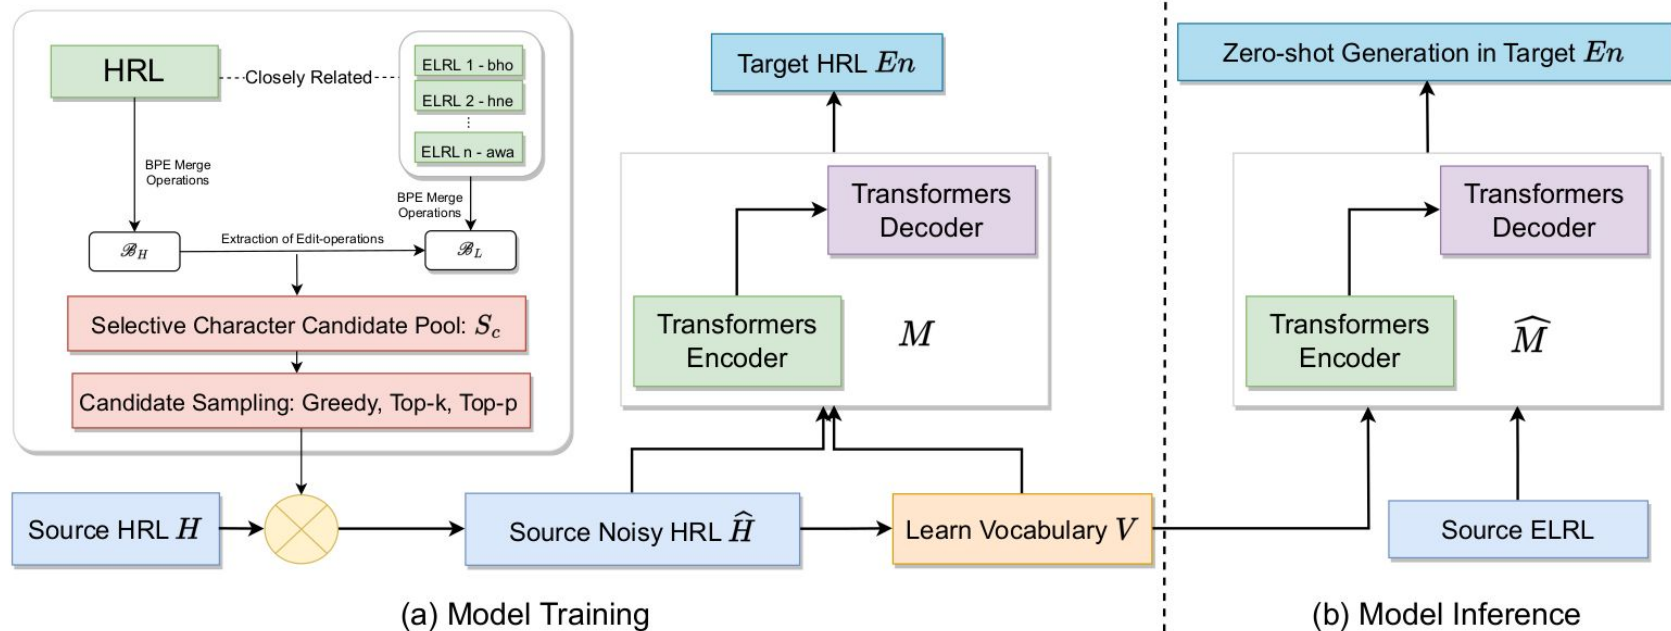 HRL
Closely Related
ELRL 1 - bho
ELRL 2 - hne
⋮
ELRL n - awa
BPE Merge
Operations
BPE Merge
Operations
ℬ_H
Extraction of Edit-operations
ℬ_L
Selective Character Candidate Pool: S_c
Candidate Sampling: Greedy, Top-k, Top-p
Source HRL H
Source Noisy HRL Ĥ
Learn Vocabulary V
Target HRL En
Transformers
Decoder
Transformers
Encoder
M
(a) Model Training
Zero-shot Generation in Target En
Transformers
Decoder
Transformers
Encoder
M̂
Source ELRL
(b) Model Inference